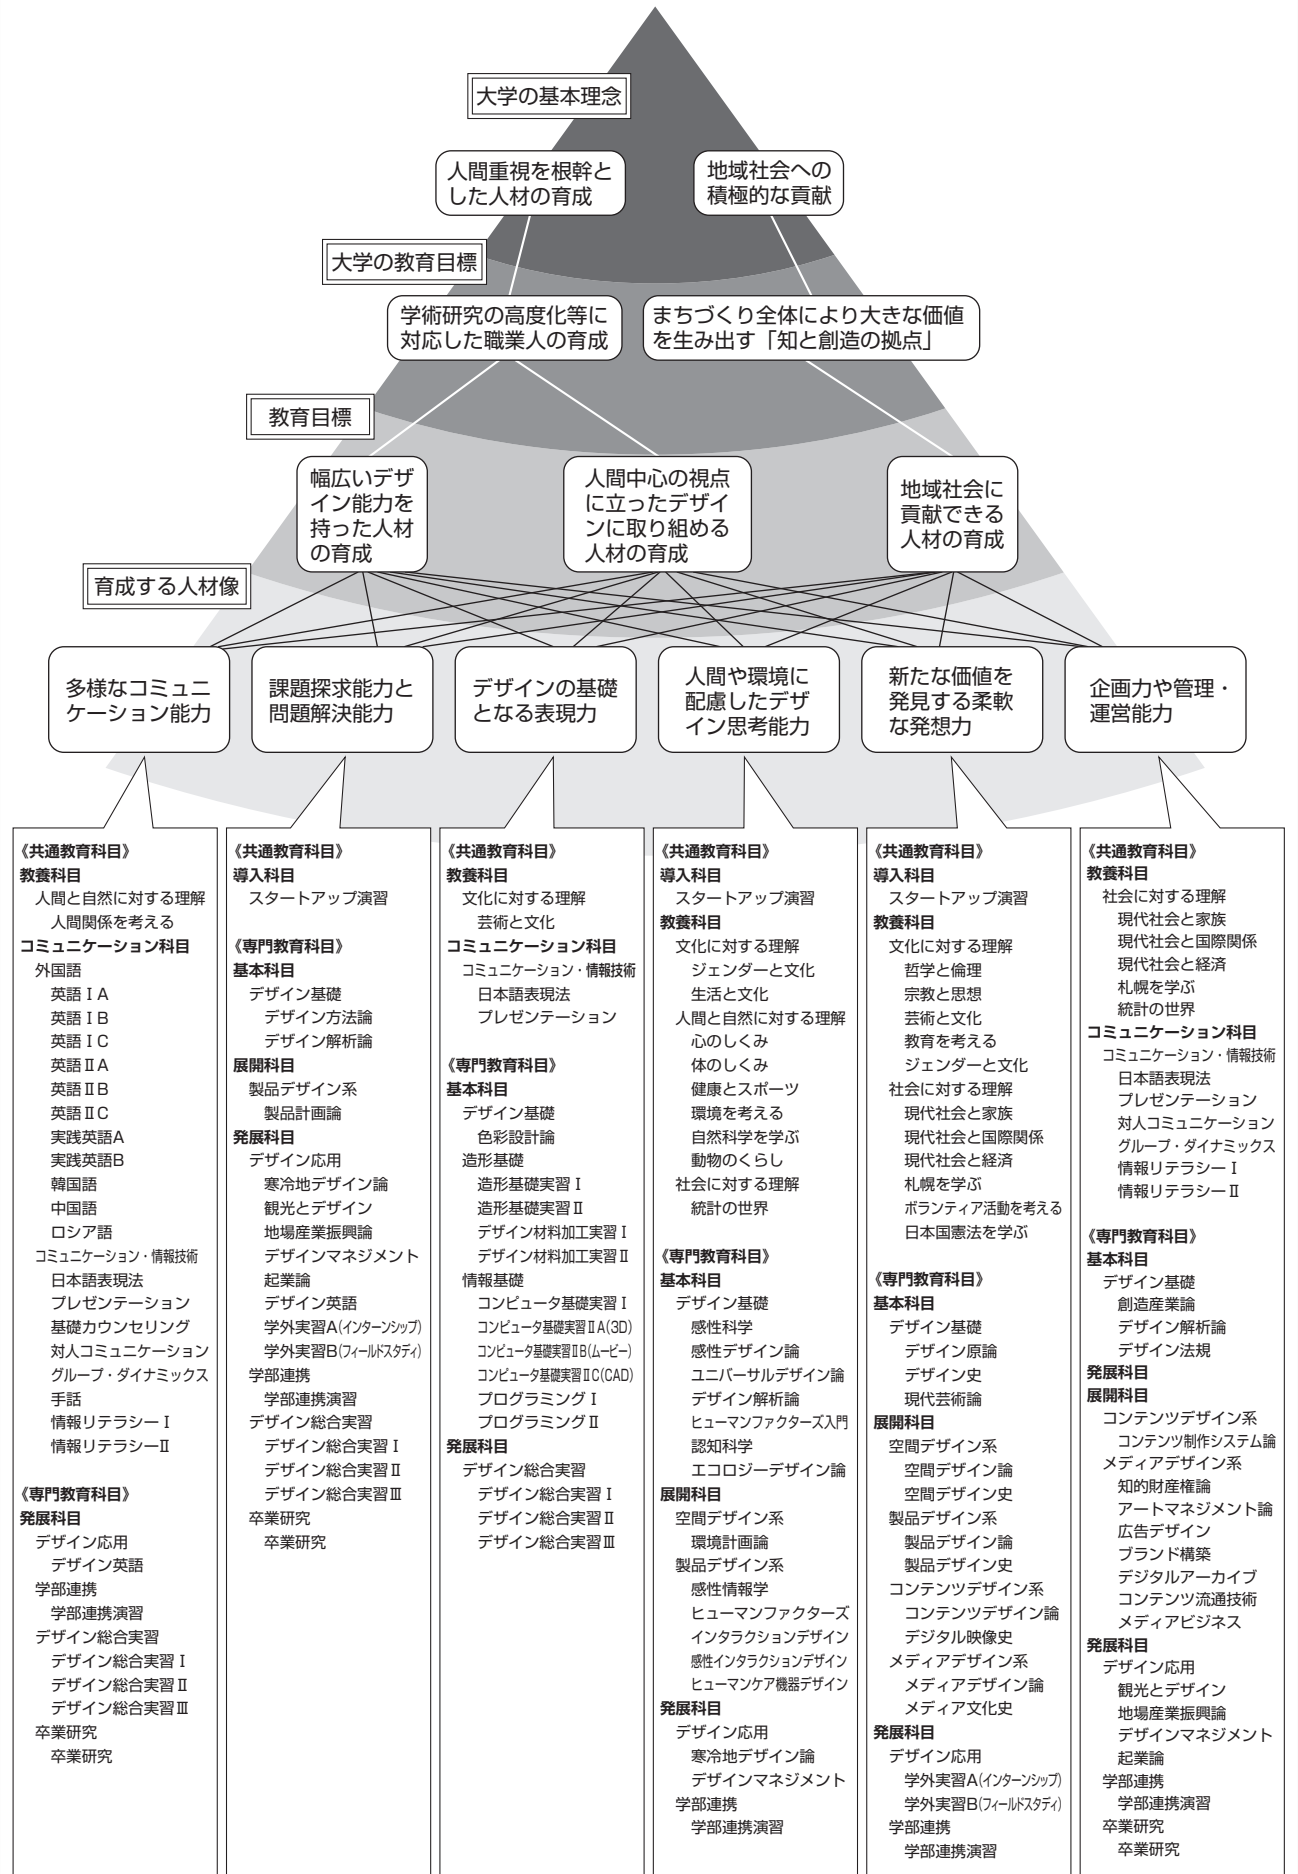 大学の基本理念
人間重視を根幹と
した人材の育成
地域社会への
積極的な貢献
大学の教育目標
学術研究の高度化等に
対応した職業人の育成
まちづくり全体により大きな価値
を生み出す「知と創造の拠点」
教育目標
幅広いデザ
イン能力を
持った人材
の育成
人間中心の視点
に立ったデザイ
ンに取り組める
人材の育成
地域社会に
貢献できる
人材の育成
育成する人材像
多様なコミュニ
ケーション能力
課題探求能力と
問題解決能力
デザインの基礎
となる表現力
人間や環境に
配慮したデザ
イン思考能力
新たな価値を
発見する柔軟
な発想力
企画力や管理・
運営能力
《共通教育科目》
教養科目
人間と自然に対する理解
人間関係を考える
コミュニケーション科目
外国語
英語ⅠA
英語ⅠB
英語ⅠC
英語ⅡA
英語ⅡB
英語ⅡC
実践英語A
実践英語B
韓国語
中国語
ロシア語
コミュニケーション・情報技術
日本語表現法
プレゼンテーション
基礎カウンセリング
対人コミュニケーション
グループ・ダイナミックス
手話
情報リテラシーⅠ
情報リテラシーⅡ
《専門教育科目》
発展科目
デザイン応用
デザイン英語
学部連携
学部連携演習
デザイン総合実習
デザイン総合実習Ⅰ
デザイン総合実習Ⅱ
デザイン総合実習Ⅲ
卒業研究
卒業研究
《共通教育科目》
導入科目
スタートアップ演習
《専門教育科目》
基本科目
デザイン基礎
デザイン方法論
デザイン解析論
展開科目
製品デザイン系
製品計画論
発展科目
デザイン応用
寒冷地デザイン論
観光とデザイン
地場産業振興論
デザインマネジメント
起業論
デザイン英語
学外実習A(インターンシップ)
学外実習B(フィールドスタディ)
学部連携
学部連携演習
デザイン総合実習
デザイン総合実習Ⅰ
デザイン総合実習Ⅱ
デザイン総合実習Ⅲ
卒業研究
卒業研究
《共通教育科目》
教養科目
文化に対する理解
芸術と文化
コミュニケーション科目
コミュニケーション・情報技術
日本語表現法
プレゼンテーション
《専門教育科目》
基本科目
デザイン基礎
色彩設計論
造形基礎
造形基礎実習Ⅰ
造形基礎実習Ⅱ
デザイン材料加工実習Ⅰ
デザイン材料加工実習Ⅱ
情報基礎
コンピュータ基礎実習Ⅰ
コンピュータ基礎実習ⅡA(3D)
コンピュータ基礎実習ⅡB(ムービー)
コンピュータ基礎実習ⅡC(CAD)
プログラミングⅠ
プログラミングⅡ
発展科目
デザイン総合実習
デザイン総合実習Ⅰ
デザイン総合実習Ⅱ
デザイン総合実習Ⅲ
《共通教育科目》
導入科目
スタートアップ演習
教養科目
文化に対する理解
ジェンダーと文化
生活と文化
人間と自然に対する理解
心のしくみ
体のしくみ
健康とスポーツ
環境を考える
自然科学を学ぶ
動物のくらし
社会に対する理解
統計の世界
《専門教育科目》
基本科目
デザイン基礎
感性科学
感性デザイン論
ユニバーサルデザイン論
デザイン解析論
ヒューマンファクターズ入門
認知科学
エコロジーデザイン論
展開科目
空間デザイン系
環境計画論
製品デザイン系
感性情報学
ヒューマンファクターズ
インタラクションデザイン
感性インタラクションデザイン
ヒューマンケア機器デザイン
発展科目
デザイン応用
寒冷地デザイン論
デザインマネジメント
学部連携
学部連携演習
《共通教育科目》
導入科目
スタートアップ演習
教養科目
文化に対する理解
哲学と倫理
宗教と思想
芸術と文化
教育を考える
ジェンダーと文化
社会に対する理解
現代社会と家族
現代社会と国際関係
現代社会と経済
札幌を学ぶ
ボランティア活動を考える
日本国憲法を学ぶ
《専門教育科目》
基本科目
デザイン基礎
デザイン原論
デザイン史
現代芸術論
展開科目
空間デザイン系
空間デザイン論
空間デザイン史
製品デザイン系
製品デザイン論
製品デザイン史
コンテンツデザイン系
コンテンツデザイン論
デジタル映像史
メディアデザイン系
メディアデザイン論
メディア文化史
発展科目
デザイン応用
学外実習A(インターンシップ)
学外実習B(フィールドスタディ)
学部連携
学部連携演習
《共通教育科目》
教養科目
社会に対する理解
現代社会と家族
現代社会と国際関係
現代社会と経済
札幌を学ぶ
統計の世界
コミュニケーション科目
コミュニケーション・情報技術
日本語表現法
プレゼンテーション
対人コミュニケーション
グループ・ダイナミックス
情報リテラシーⅠ
情報リテラシーⅡ
《専門教育科目》
基本科目
デザイン基礎
創造産業論
デザイン解析論
デザイン法規
発展科目
展開科目
コンテンツデザイン系
コンテンツ制作システム論
メディアデザイン系
知的財産権論
アートマネジメント論
広告デザイン
ブランド構築
デジタルアーカイブ
コンテンツ流通技術
メディアビジネス
発展科目
デザイン応用
観光とデザイン
地場産業振興論
デザインマネジメント
起業論
学部連携
学部連携演習
卒業研究
卒業研究